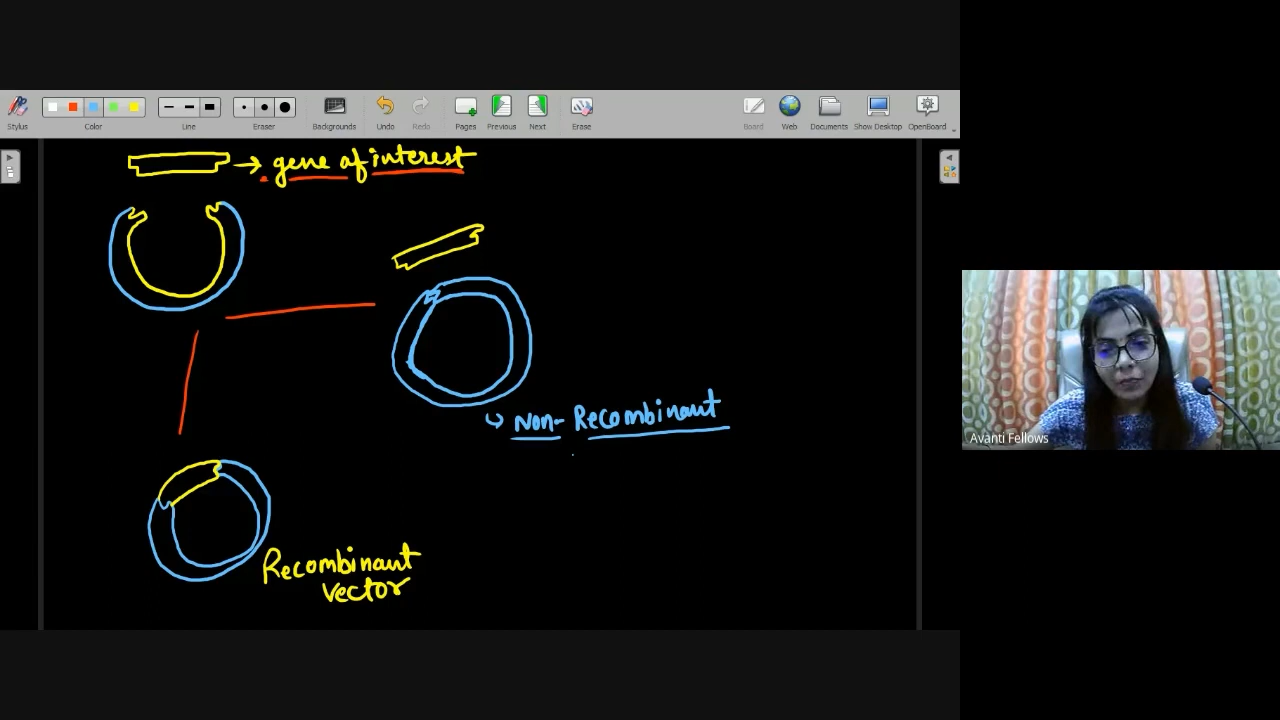 Stylus
Color
Line
Eraser
Backgrounds
Undo
Redo
Pages
Previous
Next
Erase
Board
Web
Documents
Show Desktop
OpenBoard
gene of interest
Non-Recombinant
Recombinant
vector
Avanti Fellows